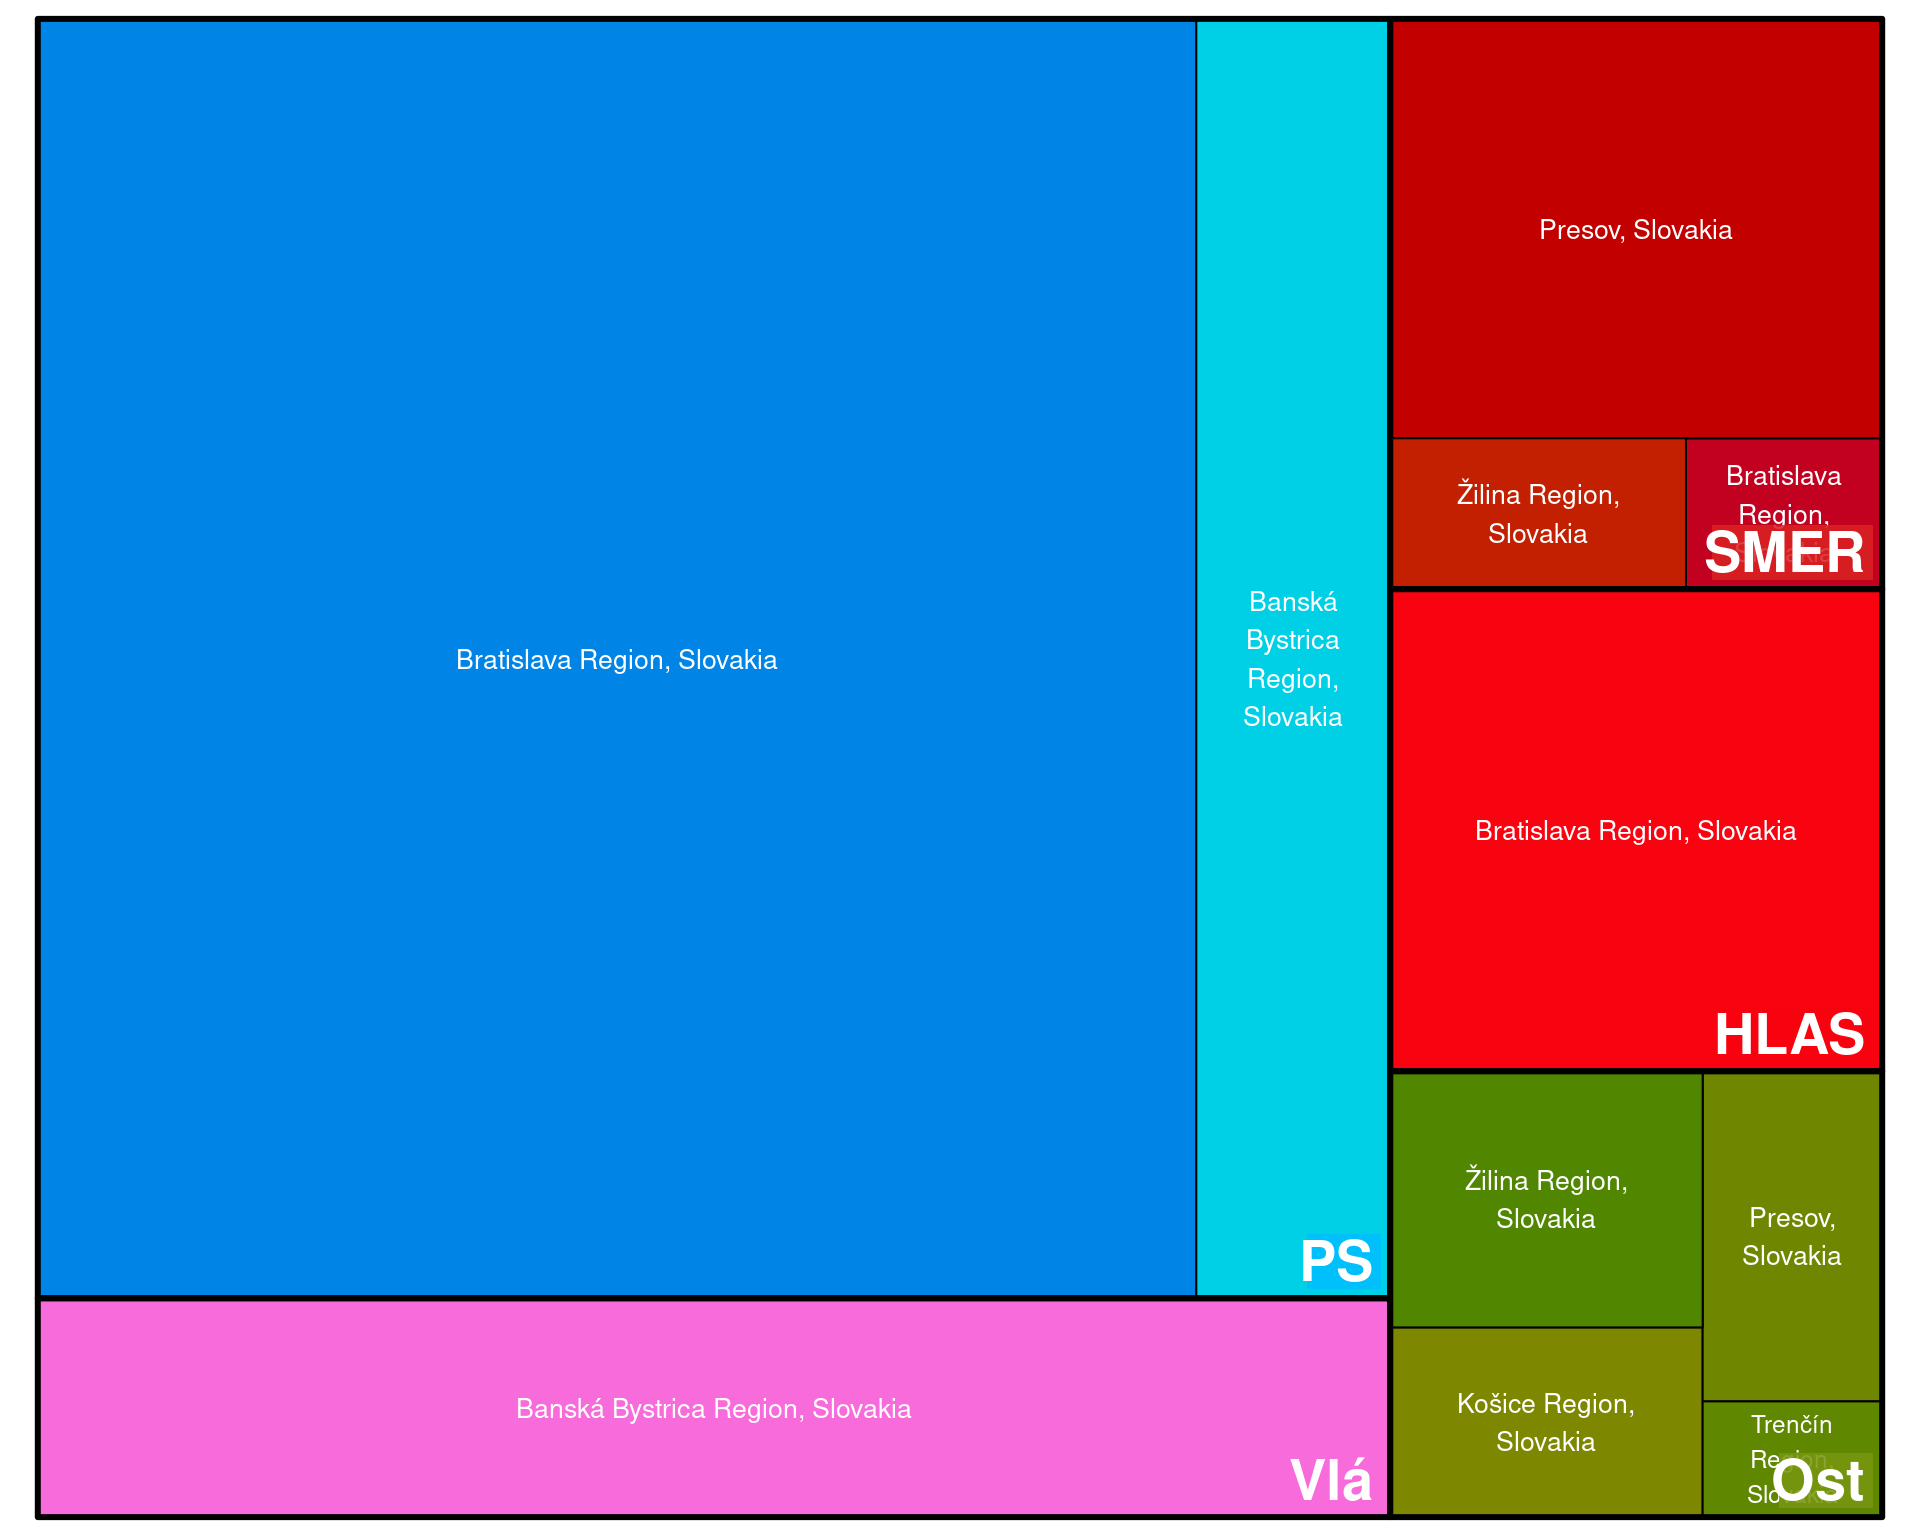 Bratislava Region, Slovakia
Banská
Bystrica
Region,
Slovakia
PS
Banská Bystrica Region, Slovakia
Vlá
Presov, Slovakia
Žilina Region,
Slovakia
Bratislava
Region,
SMER
Bratislava Region, Slovakia
HLAS
Žilina Region,
Slovakia
Presov,
Slovakia
Košice Region,
Slovakia
Trenčín
Region,
Ost